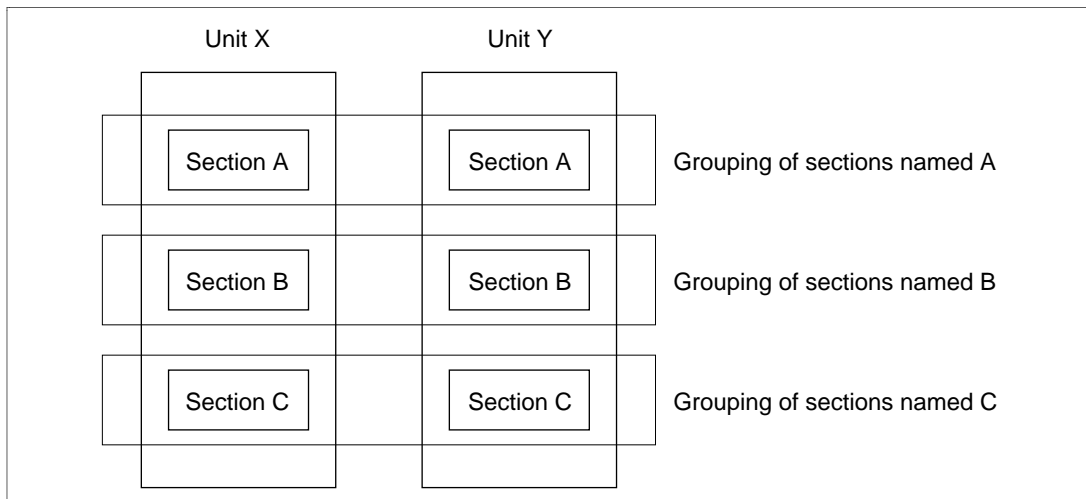 Unit X
Unit Y
Section A
Section A
Grouping of sections named A
Section B
Section B
Grouping of sections named B
Section C
Section C
Grouping of sections named C